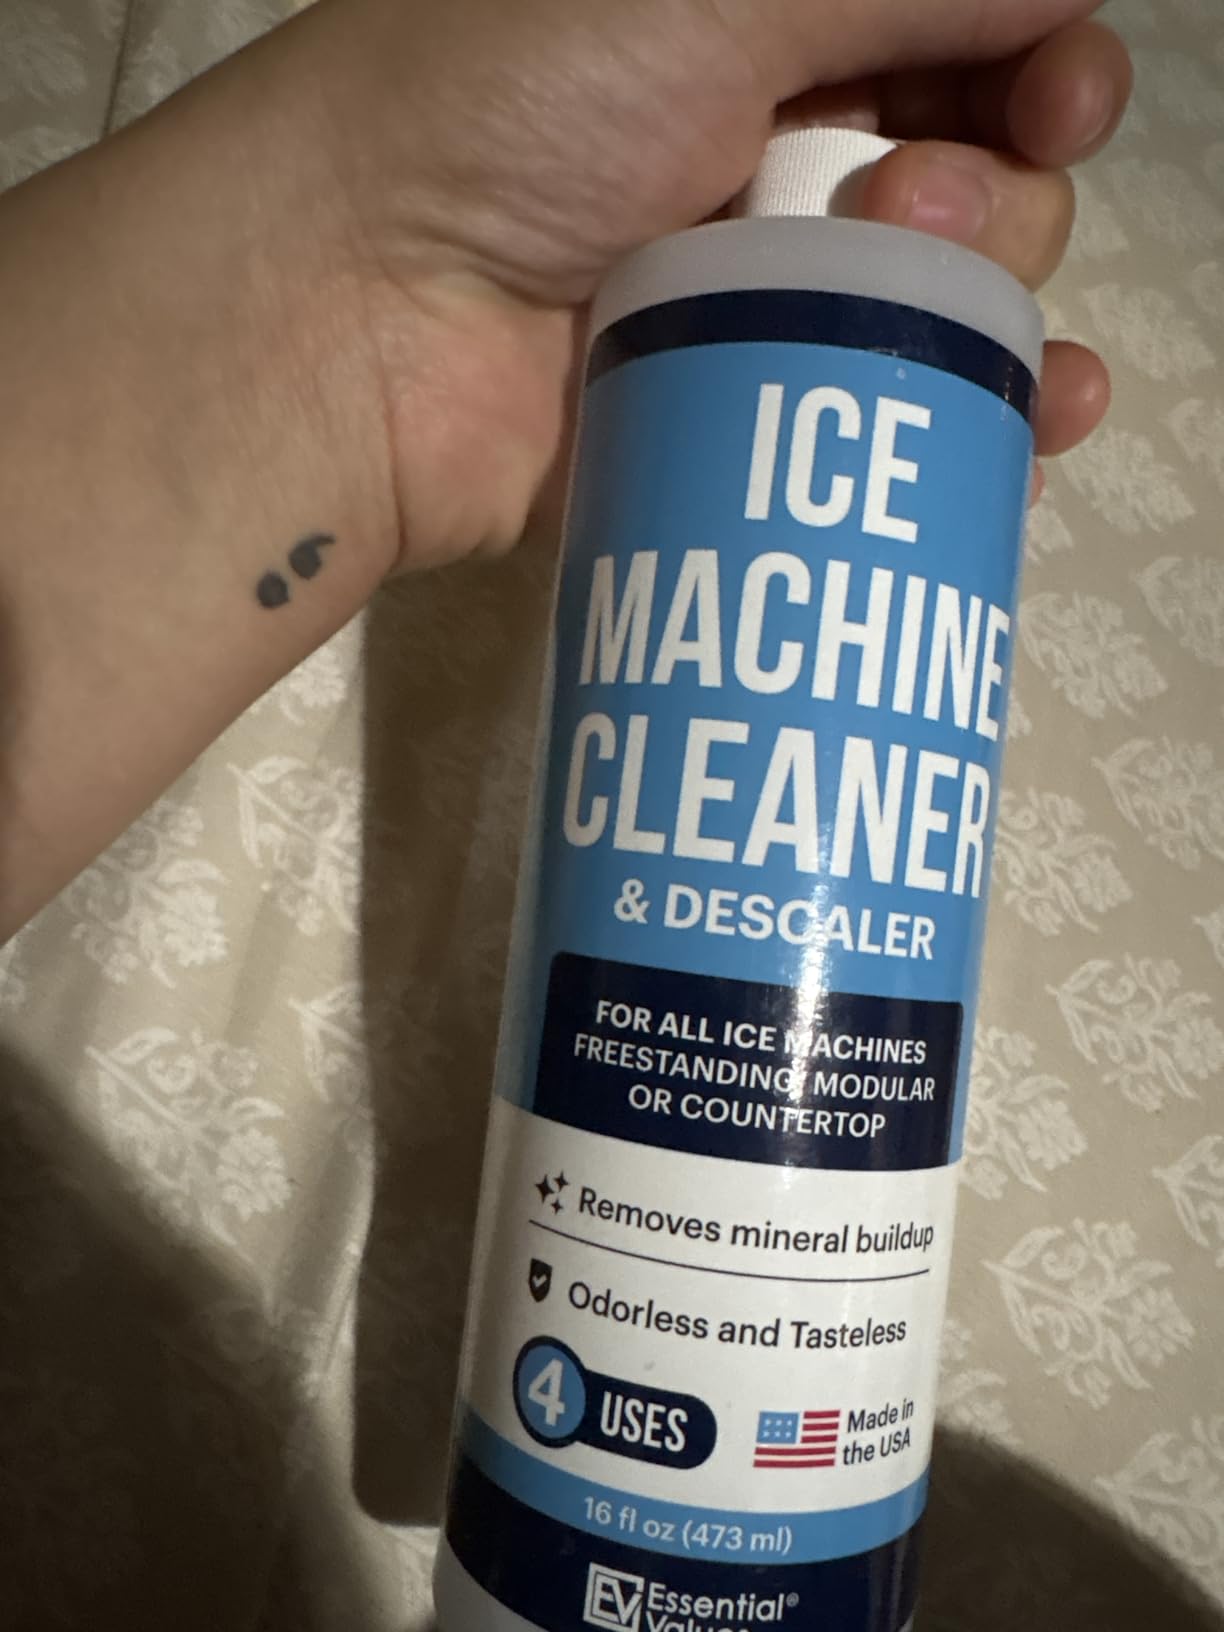 ICE
MACHINE
CLEANER
& DESCALER
FOR ALL ICE MACHINES
FREESTANDING, MODULAR
OR COUNTERTOP
Removes mineral buildup
Odorless and Tasteless
4 USES
Made in
the USA
16 fl oz (473 ml)
EV Essential®
Values